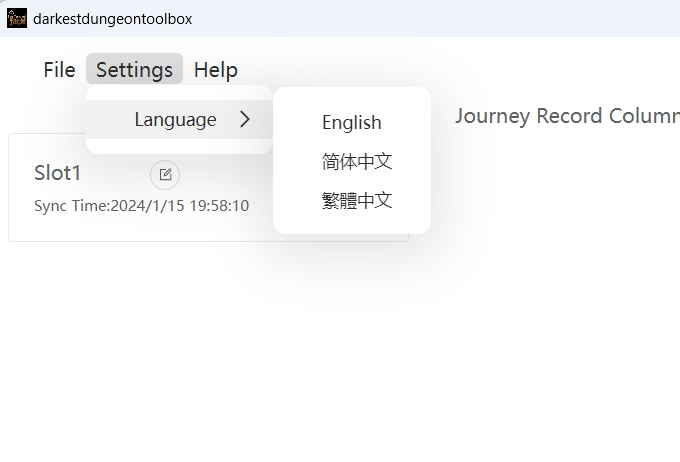 darkestdungeontoolbox
File Settings Help
Language
English
简体中文
繁體中文
Journey Record Column
Slot1
Sync Time:2024/1/15 19:58:10